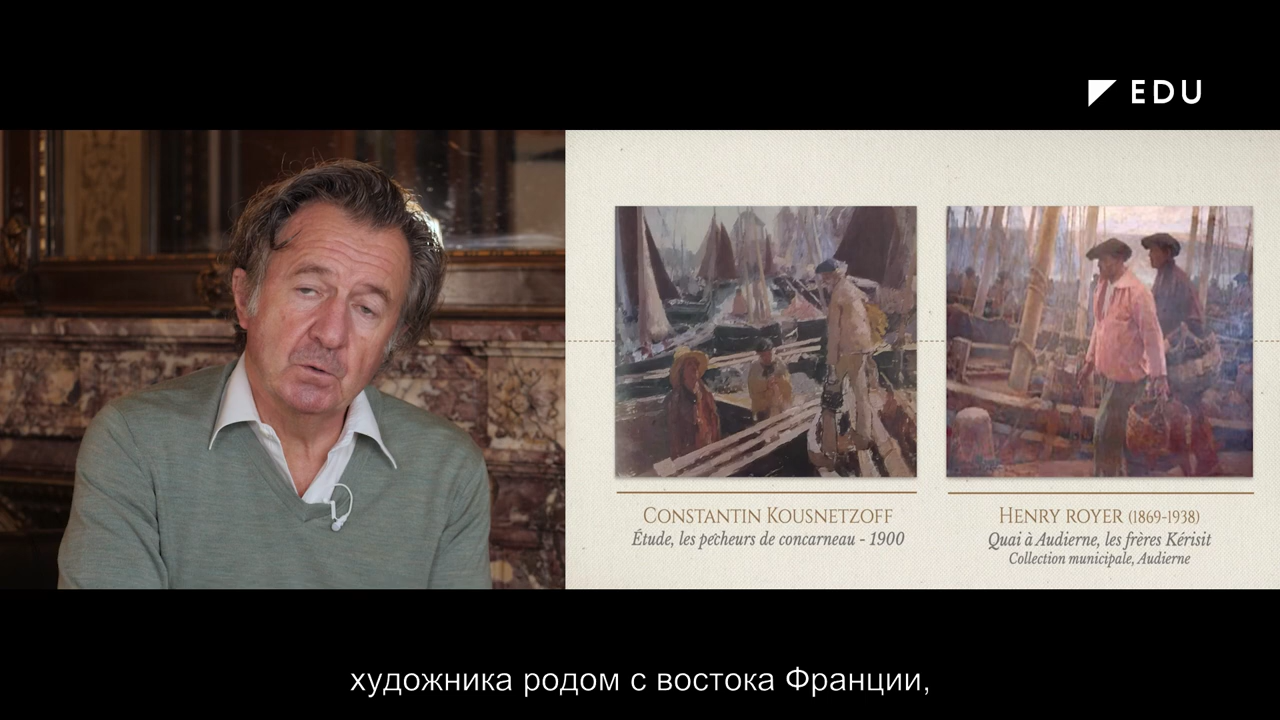 EDU
CONSTANTIN KOUSNETZOFF
Étude, les pêcheurs de concarneau - 1900
HENRY ROYER (1869-1938)
Quai à Audierne, les frères Kérisit
Collection municipale, Audierne
художника родом с востока Франции,